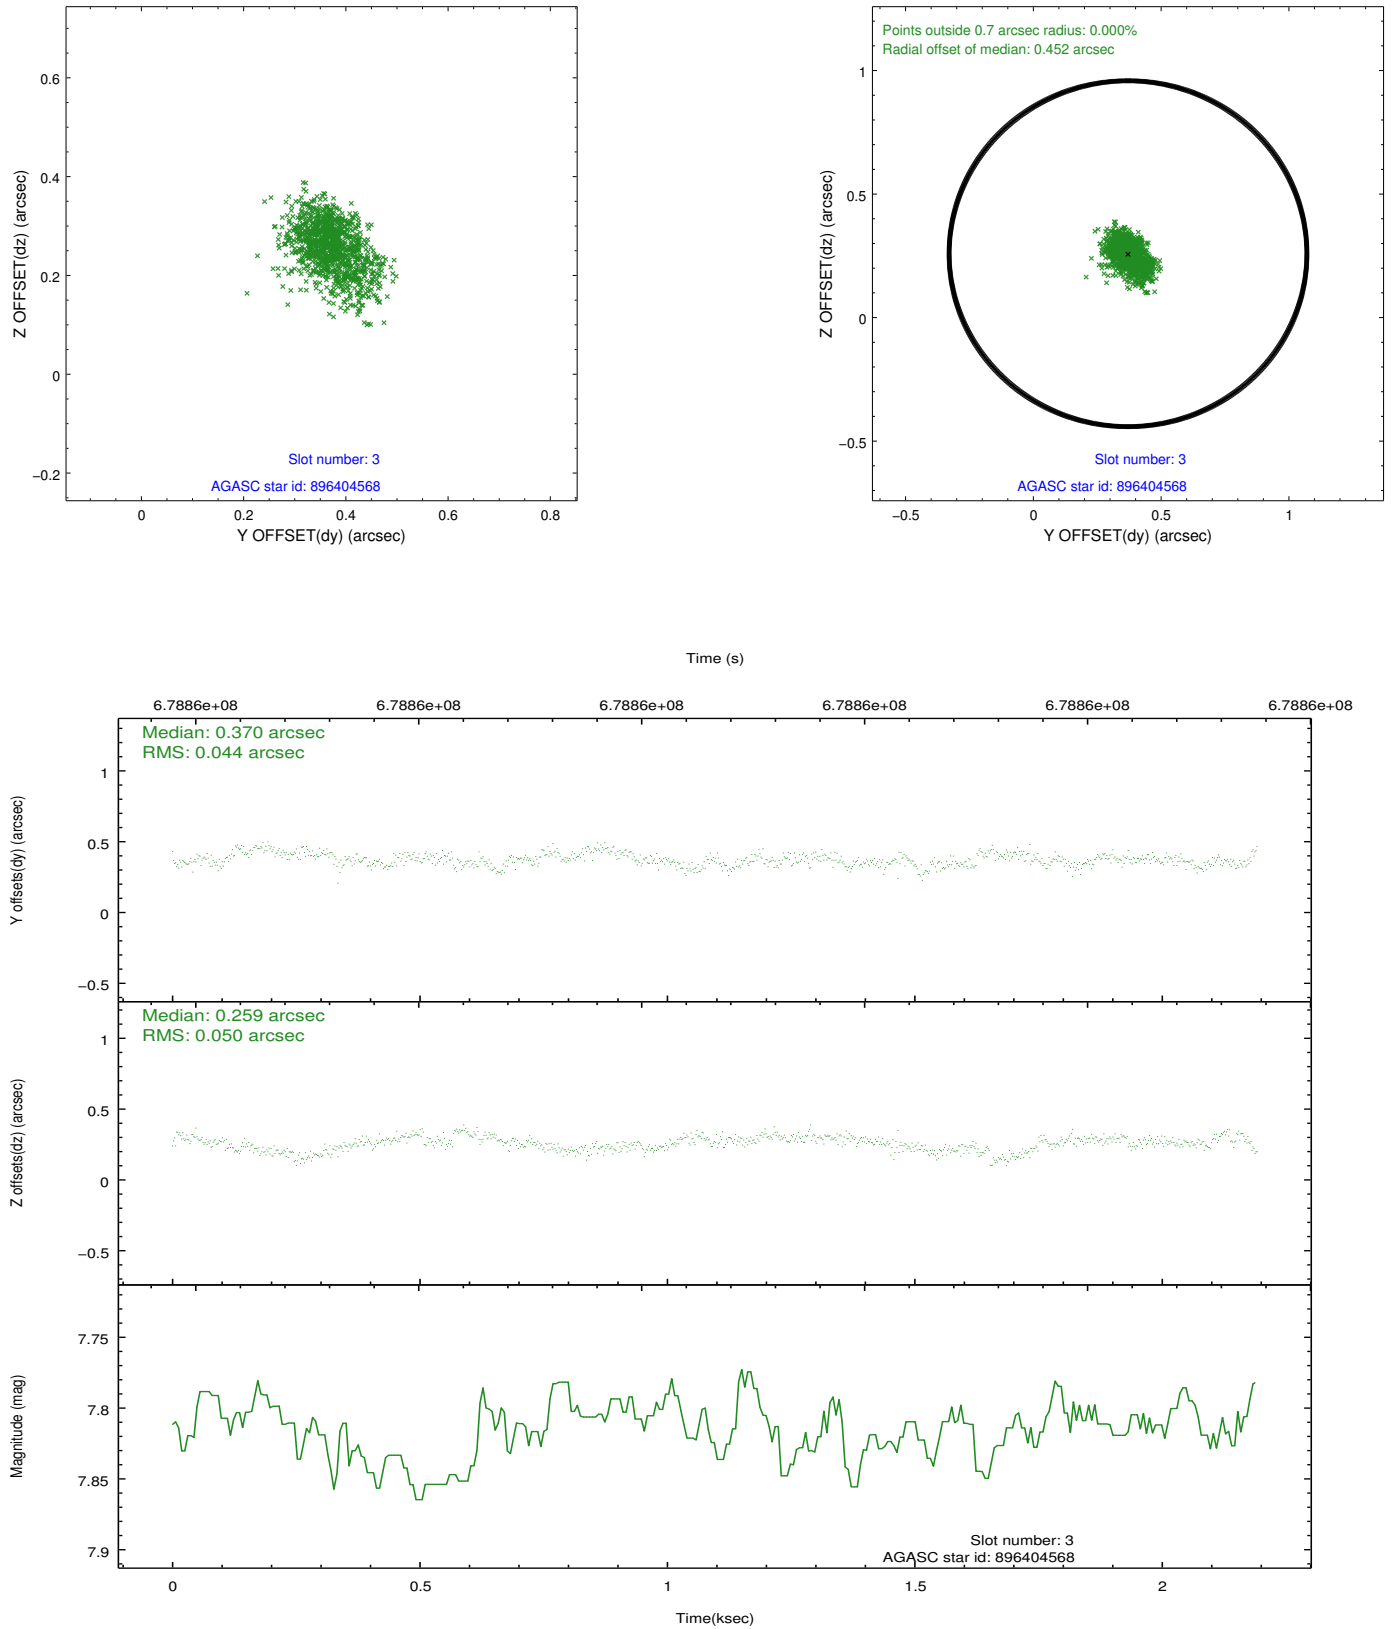 0.6
0.4
0.2
0
−0.2
Z OFFSET(dz) (arcsec)
Slot number: 3
AGASC star id: 896404568
0 0.2 0.4 0.6 0.8
Y OFFSET(dy) (arcsec)
Points outside 0.7 arcsec radius: 0.000%
Radial offset of median: 0.452 arcsec
1
0.5
0
−0.5
Z OFFSET(dz) (arcsec)
Slot number: 3
AGASC star id: 896404568
−0.5 0 0.5 1
Y OFFSET(dy) (arcsec)
Time (s)
6.7886e+08 6.7886e+08 6.7886e+08 6.7886e+08 6.7886e+08 6.7886e+08
Median: 0.370 arcsec
RMS: 0.044 arcsec
1
0.5
0
−0.5
Y offsets(dy) (arcsec)
Median: 0.259 arcsec
RMS: 0.050 arcsec
1
0.5
0
−0.5
Z offsets(dz) (arcsec)
7.75
7.8
7.85
7.9
Magnitude (mag)
Slot number: 3
AGASC star id: 896404568
0 0.5 1 1.5 2
Time(ksec)